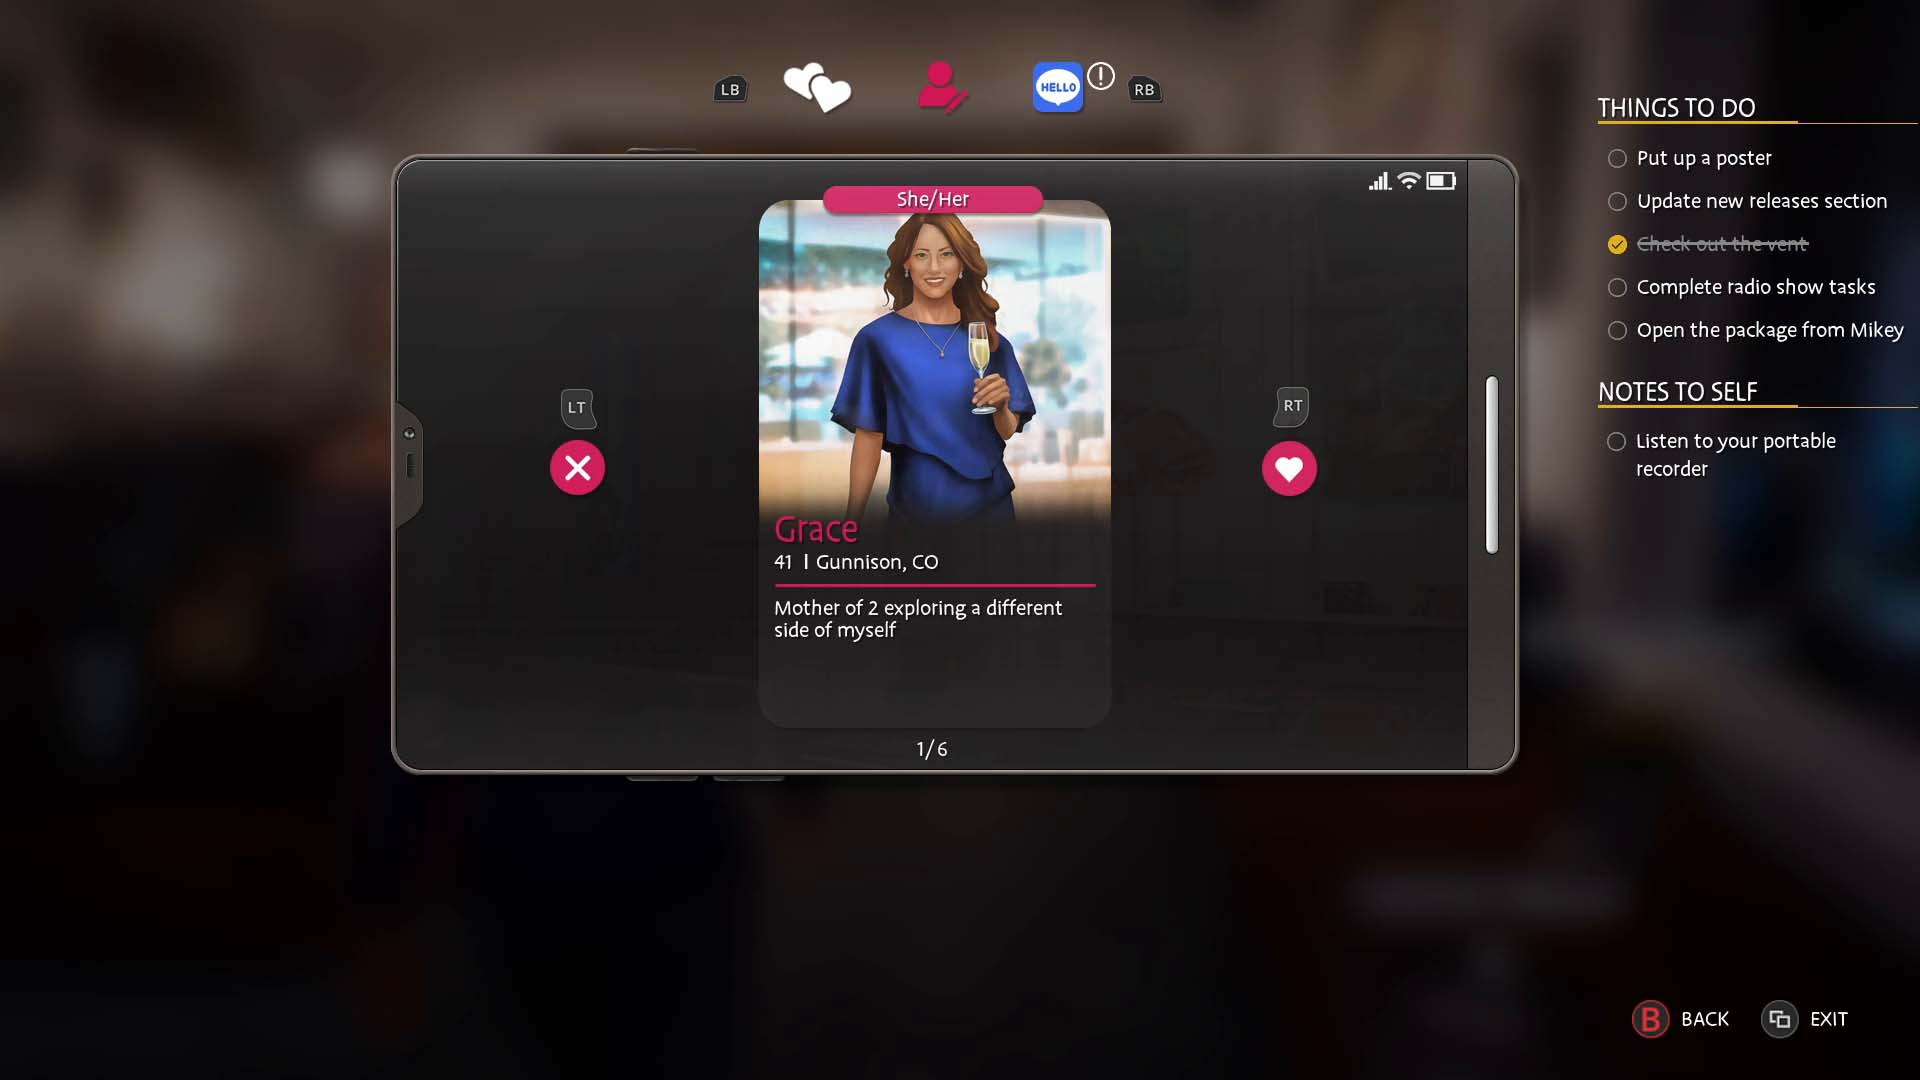 LB
HELLO
!
RB
THINGS TO DO
Put up a poster
Update new releases section
Check out the vent
Complete radio show tasks
Open the package from Mikey
NOTES TO SELF
Listen to your portable
recorder
She/Her
LT
RT
Grace
41 | Gunnison, CO
Mother of 2 exploring a different
side of myself
1/6
B BACK
EXIT